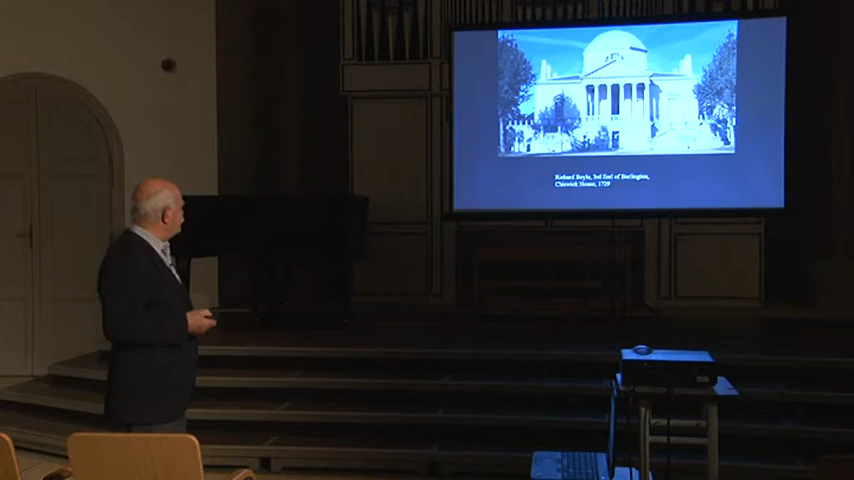 Richard Boyle, 3rd Earl of Burlington,
Chiswick House, 1729